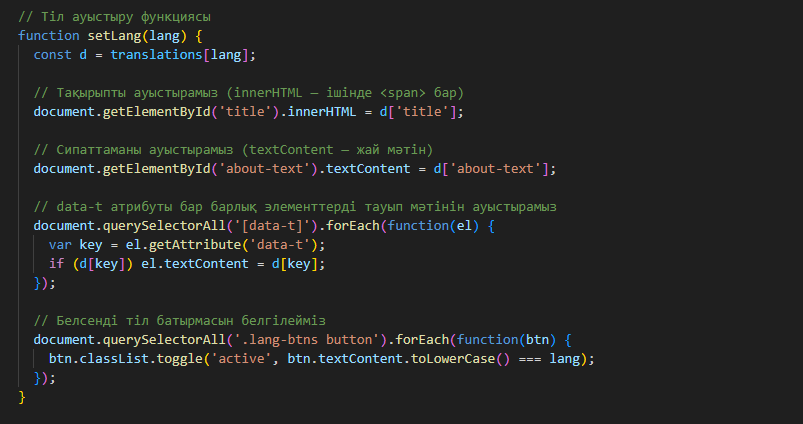 // Тіл ауыстыру функциясы
function setLang(lang) {
  const d = translations[lang];
  // Тақырыпты ауыстырамыз (innerHTML — ішінде <span> бар)
  document.getElementById('title').innerHTML = d['title'];
  // Сипаттаманы ауыстырамыз (textContent — жай мәтін)
  document.getElementById('about-text').textContent = d['about-text'];
  // data-t атрибуты бар барлық элементтерді тауып мәтінін ауыстырамыз
  document.querySelectorAll('[data-t]').forEach(function(el) {
    var key = el.getAttribute('data-t');
    if (d[key]) el.textContent = d[key];
  });
  // Белсенді тіл батырмасын белгілейміз
  document.querySelectorAll('.lang-btns button').forEach(function(btn) {
    btn.classList.toggle('active', btn.textContent.toLowerCase() === lang);
  });
}